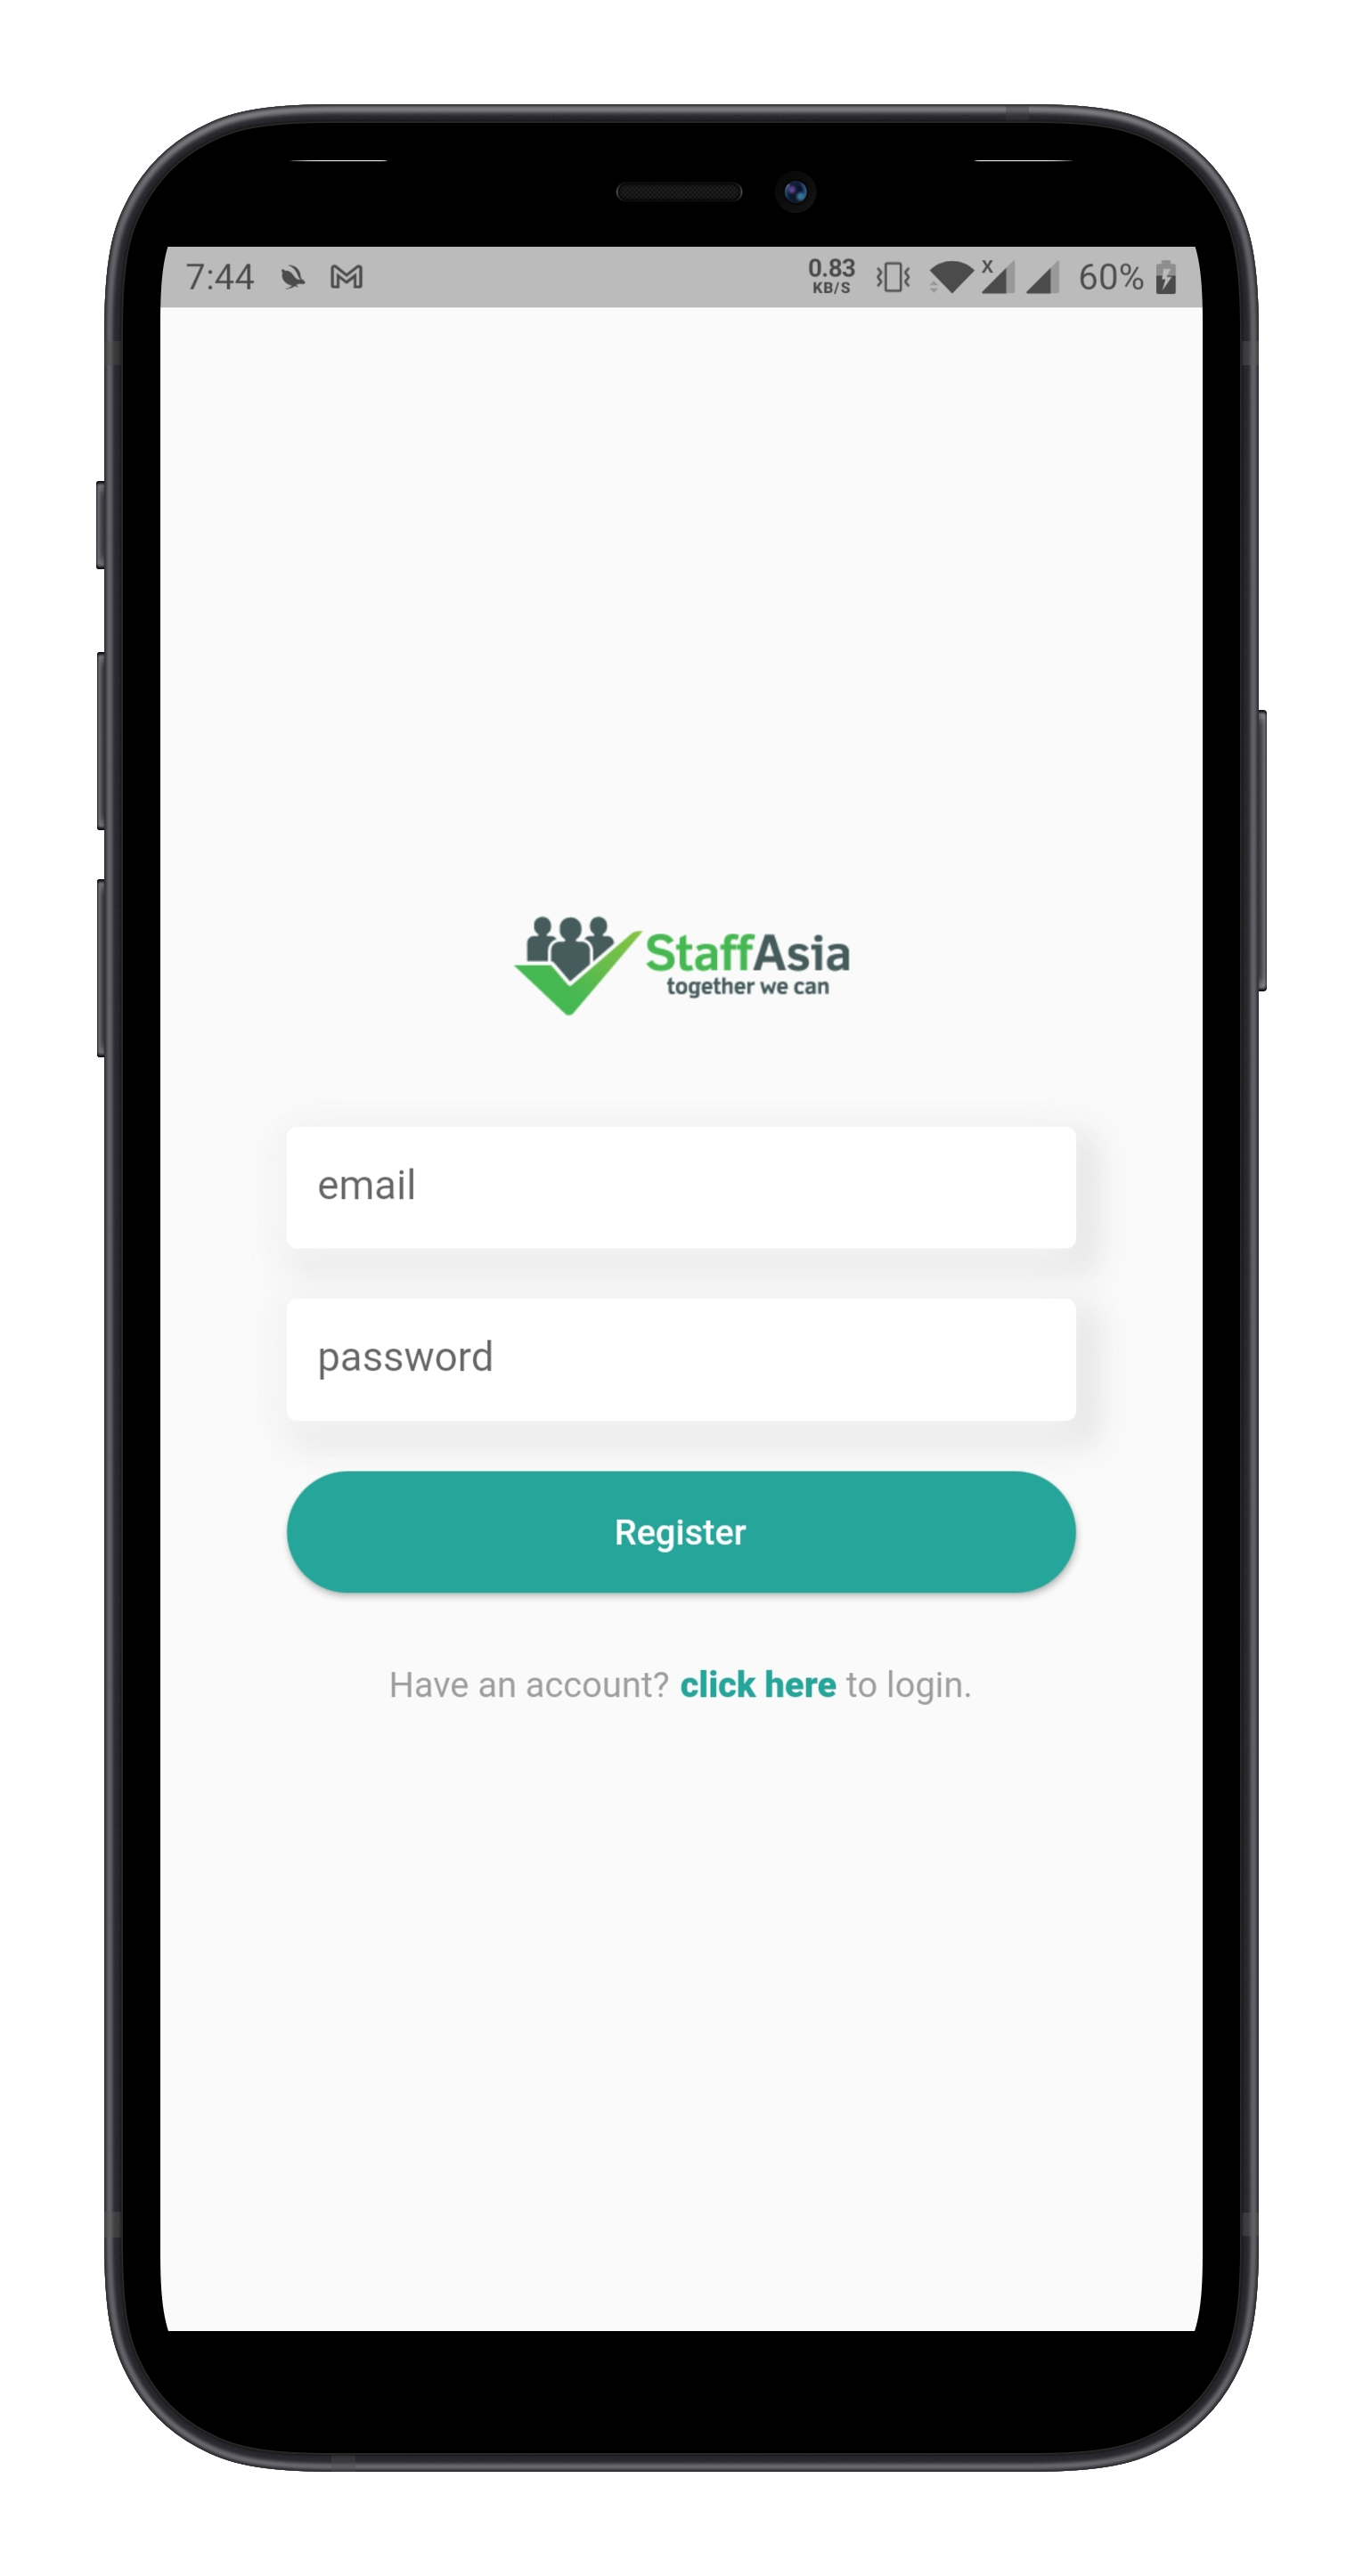 7:44 0.83 KB/S X 60%
StaffAsia
together we can
email
password
Register
Have an account? click here to login.